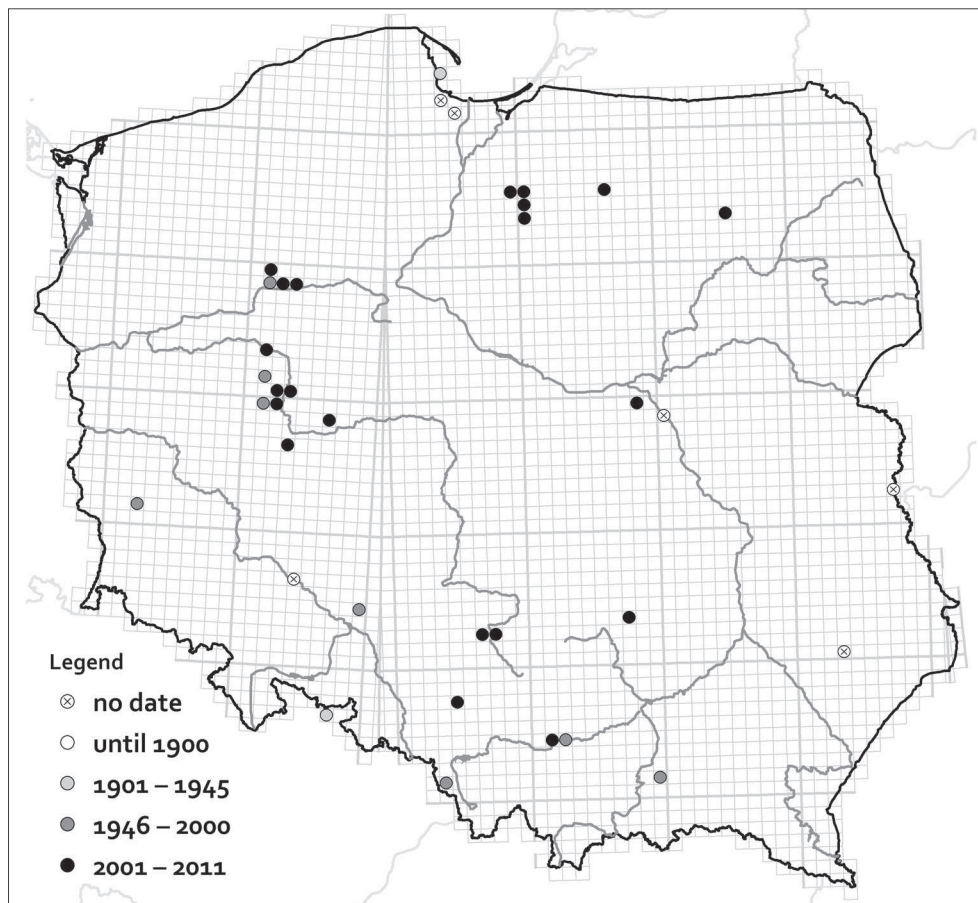 Legend
no date
until 1900
1901 – 1945
1946 – 2000
2001 – 2011